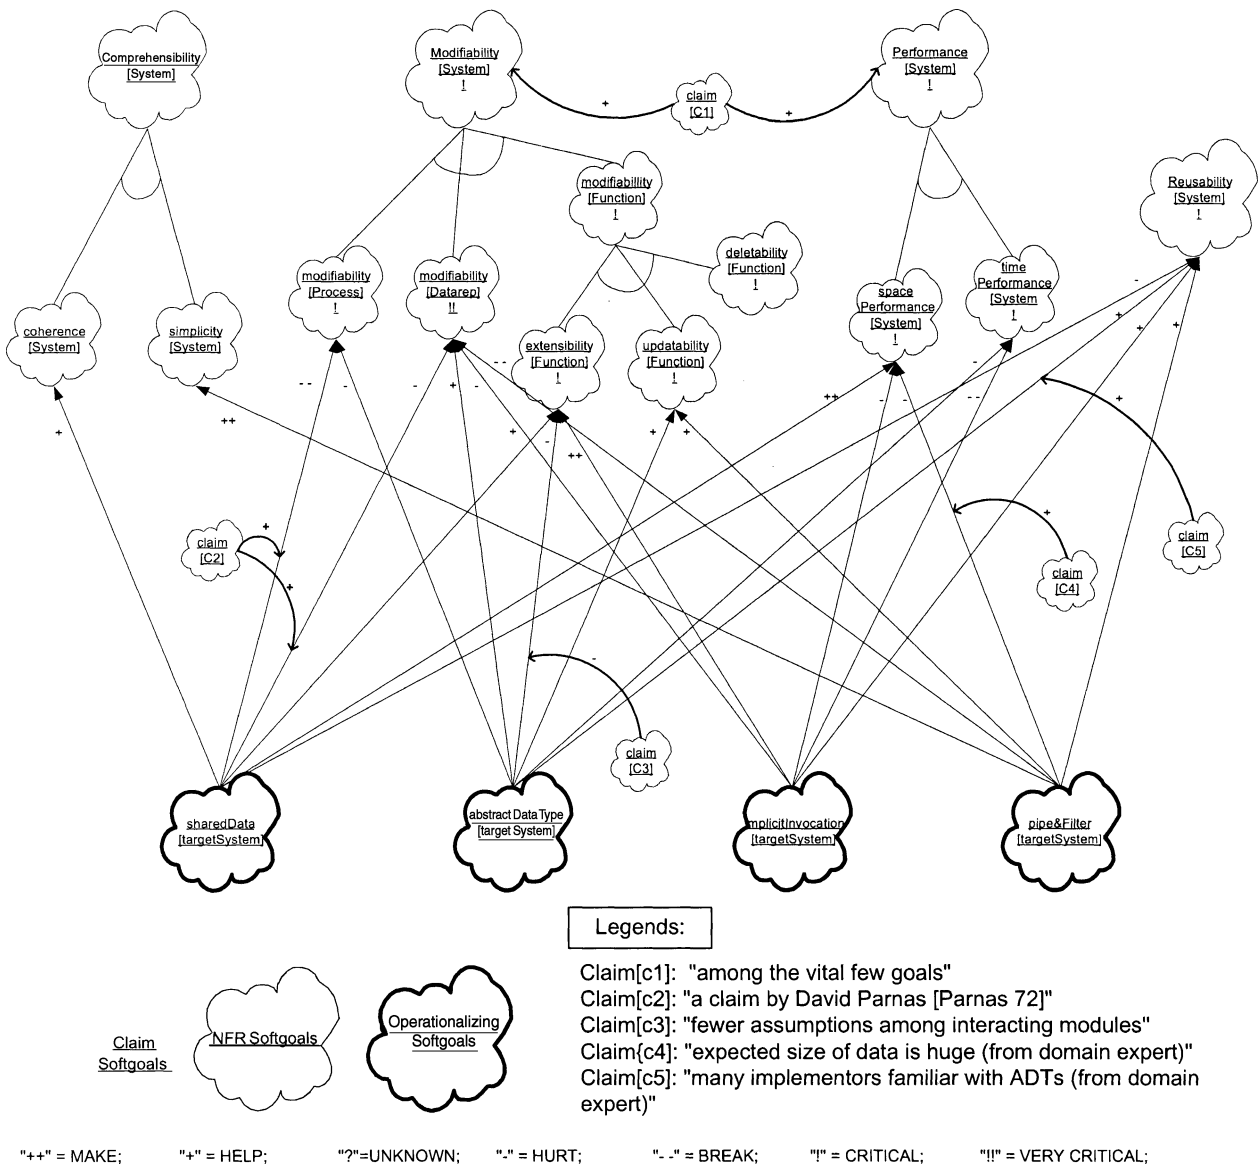 Comprehensibility
[System]
Modifiability
[System]
!
Performance
[System]
!
claim
[C1]
+
+
modifiabillity
[Function]
!
Reusability
[System]
!
modifiability
[Process]
!
modifiability
[Datarep]
!!
deletability
[Function]
!
time
Performance
[System
!
space
Performance
[System]
!
coherence
[System]
simplicity
[System]
extensibility
[Function]
!
updatability
[Function]
!
-
+
+
+
- -
-
-
+
-
- -
++
-
-
-
- -
+
+
++
+
-
++
+
+
claim
[C2]
+
+
claim
[C4]
+
claim
[C5]
-
claim
[C3]
sharedData
[targetSystem]
abstract Data Type
[target System]
mplicitInvocation
[targetSystem]
pipe&Filter
[targetSystem]
Legends:
Claim
Softgoals
NFR Softgoals
Operationalizing
Softgoals
Claim[c1]: "among the vital few goals"
Claim[c2]: "a claim by David Parnas [Parnas 72]"
Claim[c3]: "fewer assumptions among interacting modules"
Claim{c4]: "expected size of data is huge (from domain expert)"
Claim[c5]: "many implementors familiar with ADTs (from domain
expert)"
"++" = MAKE; "+" = HELP; "?"=UNKNOWN; "-" = HURT; "- -" = BREAK; "!" = CRITICAL; "!!" = VERY CRITICAL;